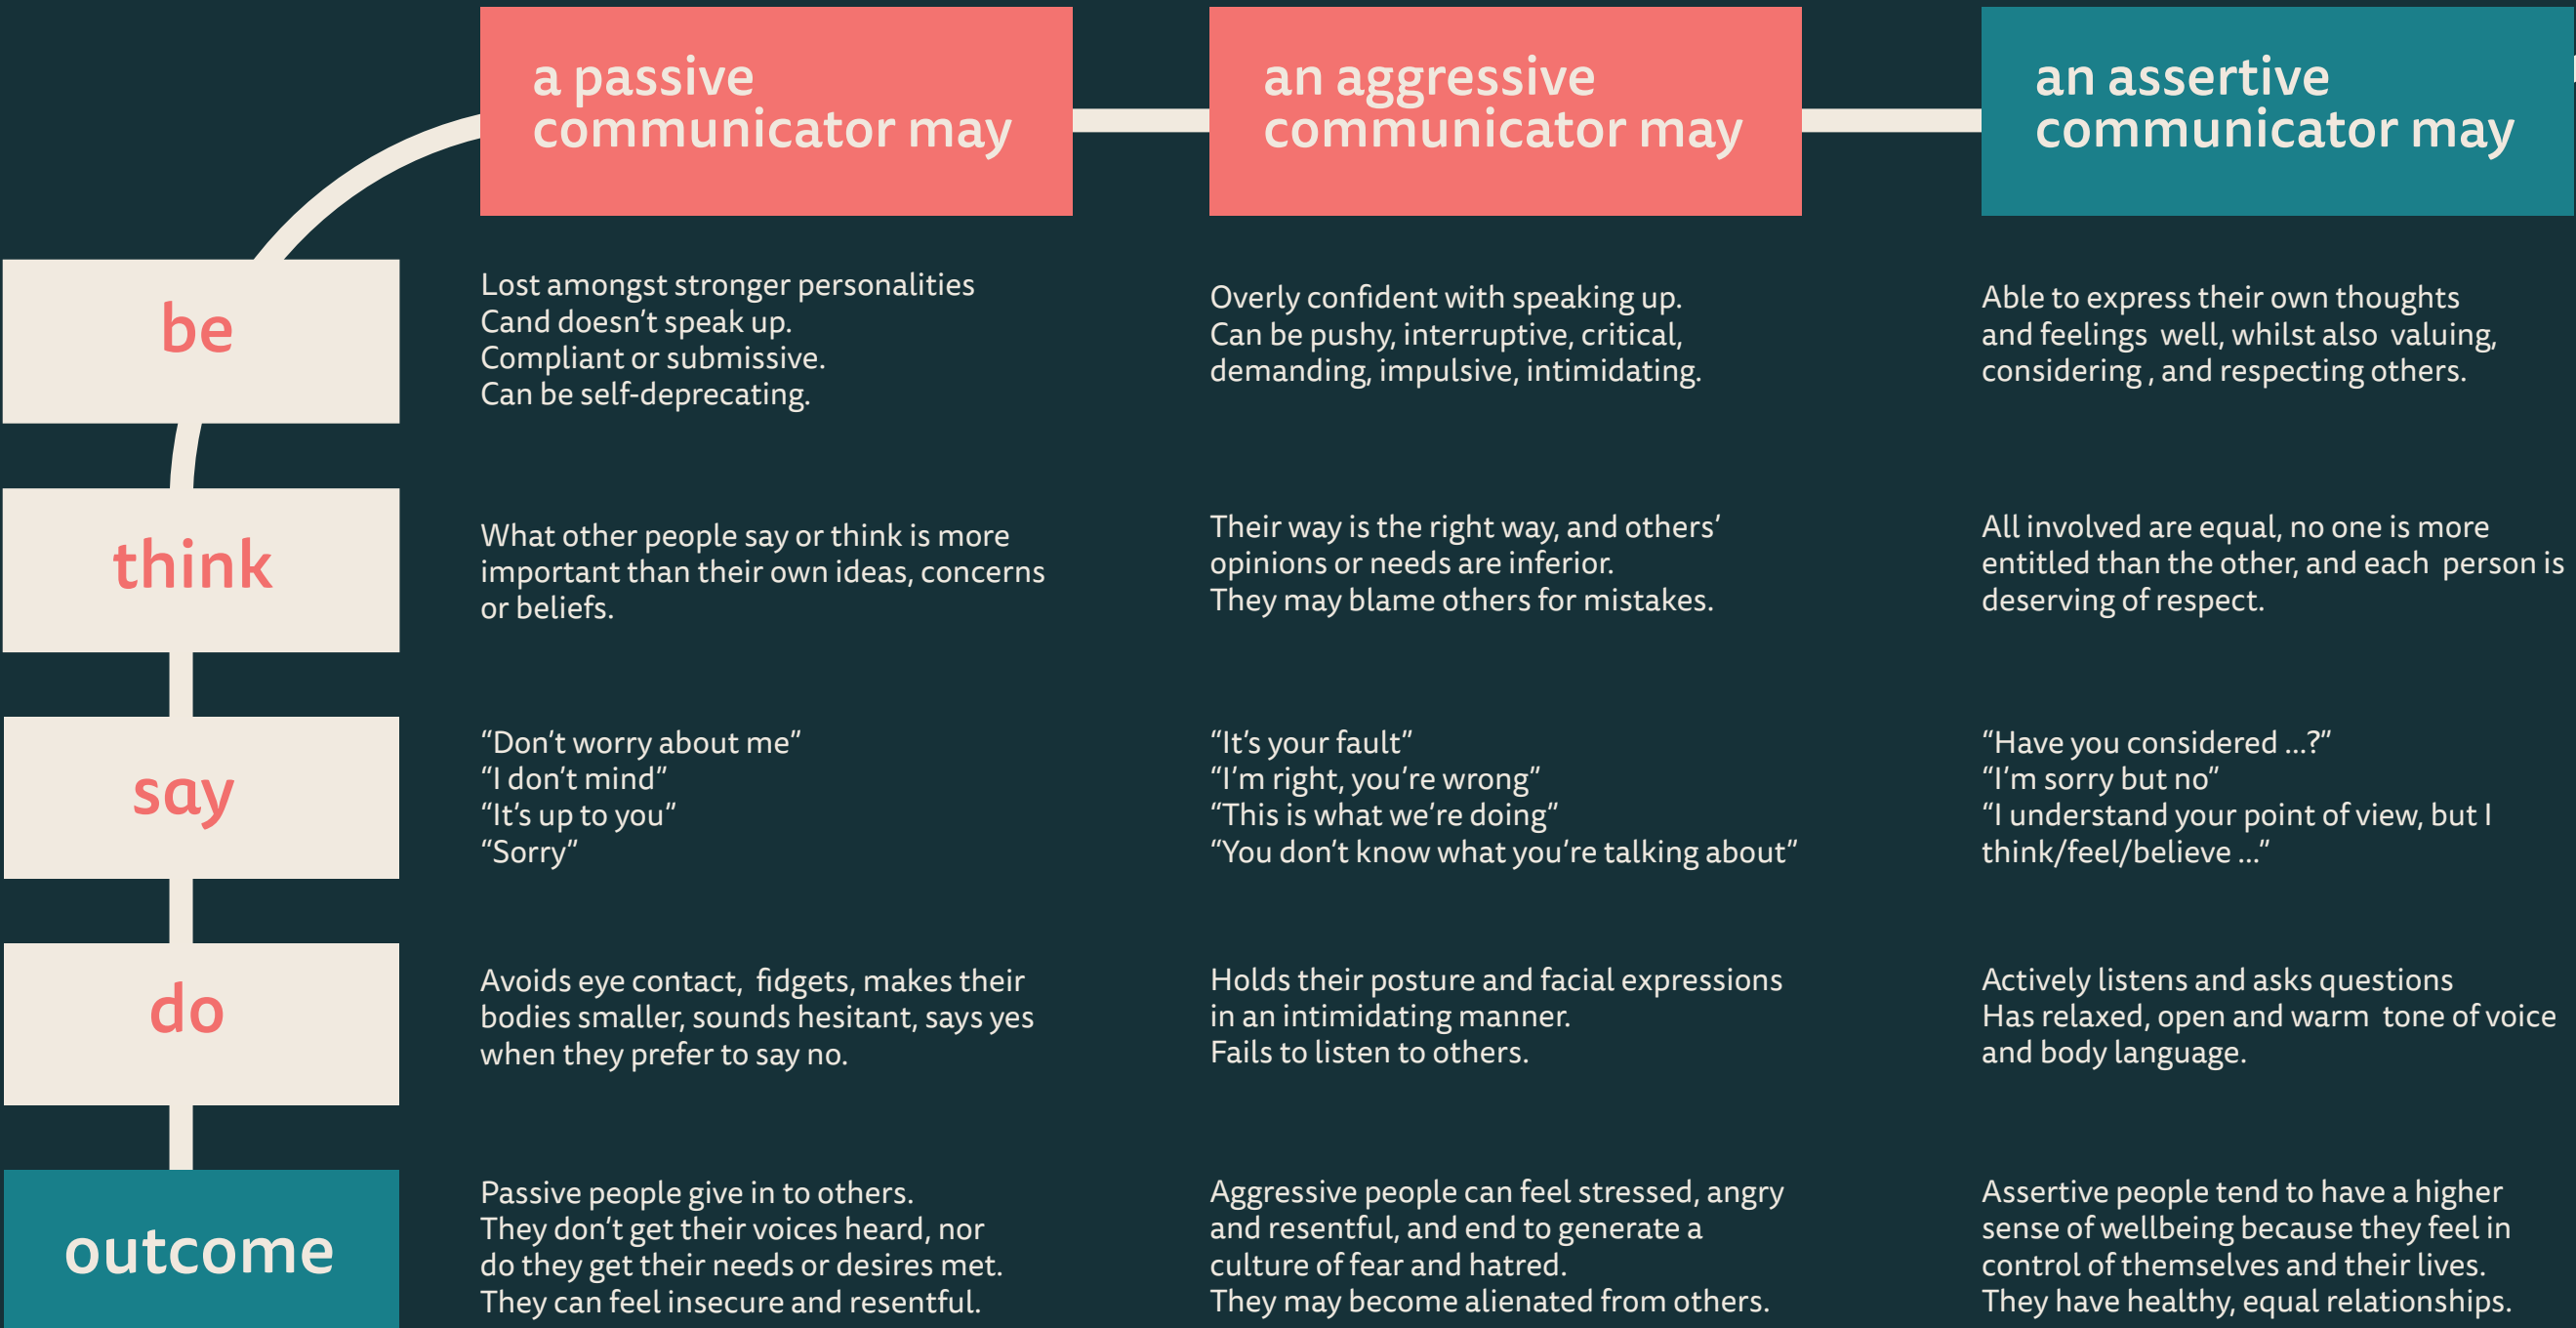 a passive
communicator may
an aggressive
communicator may
an assertive
communicator may
be
Lost amongst stronger personalities
Cand doesn't speak up.
Compliant or submissive.
Can be self-deprecating.
Overly confident with speaking up.
Can be pushy, interruptive, critical,
demanding, impulsive, intimidating.
Able to express their own thoughts
and feelings  well, whilst also  valuing,
considering , and respecting others.
think
What other people say or think is more
important than their own ideas, concerns
or beliefs.
Their way is the right way, and others’
opinions or needs are inferior.
They may blame others for mistakes.
All involved are equal, no one is more
entitled than the other, and each  person is
deserving of respect.
say
“Don’t worry about me”
“I don’t mind”
“It’s up to you”
“Sorry”
“It’s your fault”
“I’m right, you’re wrong”
“This is what we’re doing”
“You don’t know what you’re talking about”
“Have you considered ...?”
“I’m sorry but no”
“I understand your point of view, but I
think/feel/believe ...”
do
Avoids eye contact,  fidgets, makes their
bodies smaller, sounds hesitant, says yes
when they prefer to say no.
Holds their posture and facial expressions
in an intimidating manner.
Fails to listen to others.
Actively listens and asks questions
Has relaxed, open and warm  tone of voice
and body language.
outcome
Passive people give in to others.
They don’t get their voices heard, nor
do they get their needs or desires met.
They can feel insecure and resentful.
Aggressive people can feel stressed, angry
and resentful, and end to generate a
culture of fear and hatred.
They may become alienated from others.
Assertive people tend to have a higher
sense of wellbeing because they feel in
control of themselves and their lives.
They have healthy, equal relationships.